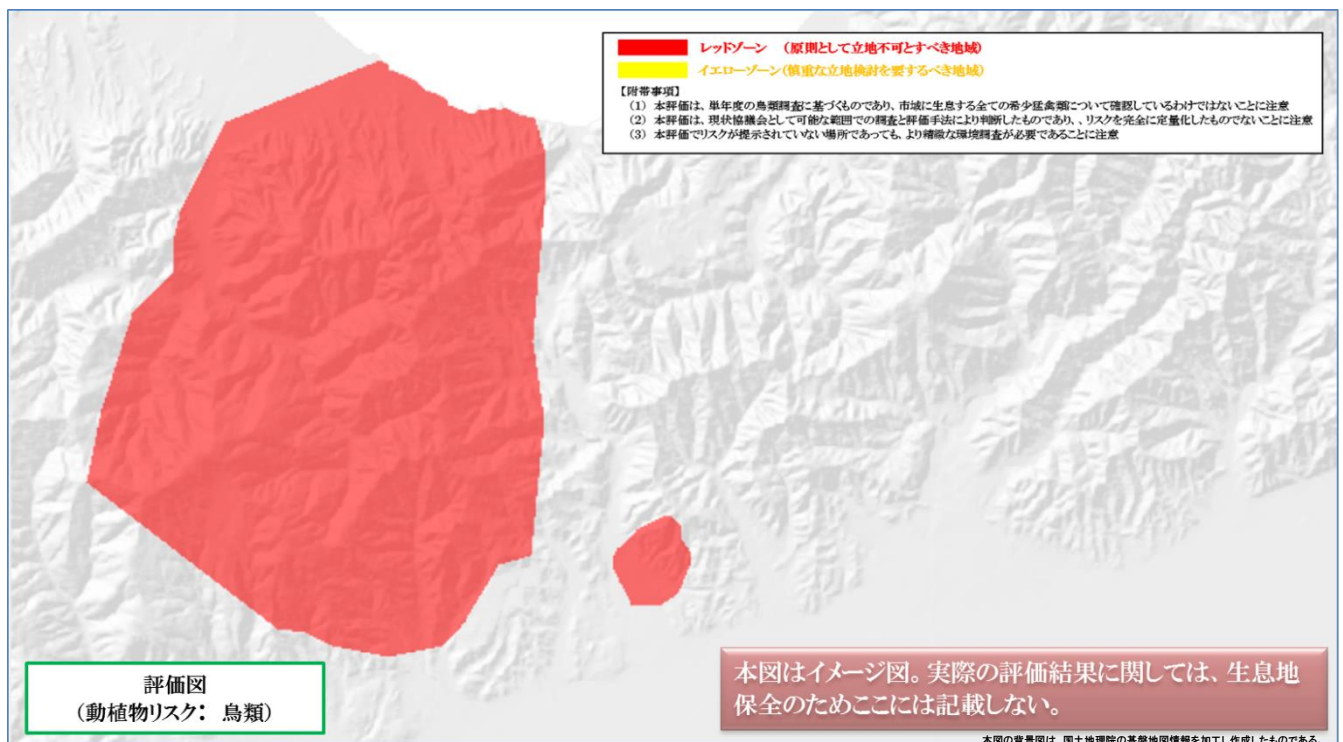 レッドゾーン （原則として立地不可とすべき地域）
イエローゾーン（慎重な立地検討を要するべき地域）
【附帯事項】
（1） 本評価は、単年度の鳥類調査に基づくものであり、市域に生息する全ての希少猛禽類について確認しているわけではないことに注意
（2） 本評価は、現状協議会として可能な範囲での調査と評価手法により判断したものであり、、リスクを完全に定量化したものでないことに注意
（3） 本評価でリスクが提示されていない場所であっても、より精緻な環境調査が必要であることに注意
評価図
（動植物リスク： 鳥類）
本図はイメージ図。実際の評価結果に関しては、生息地
保全のためここには記載しない。
本図の背景図は、国土地理院の基盤地図情報を加工し作成したものである